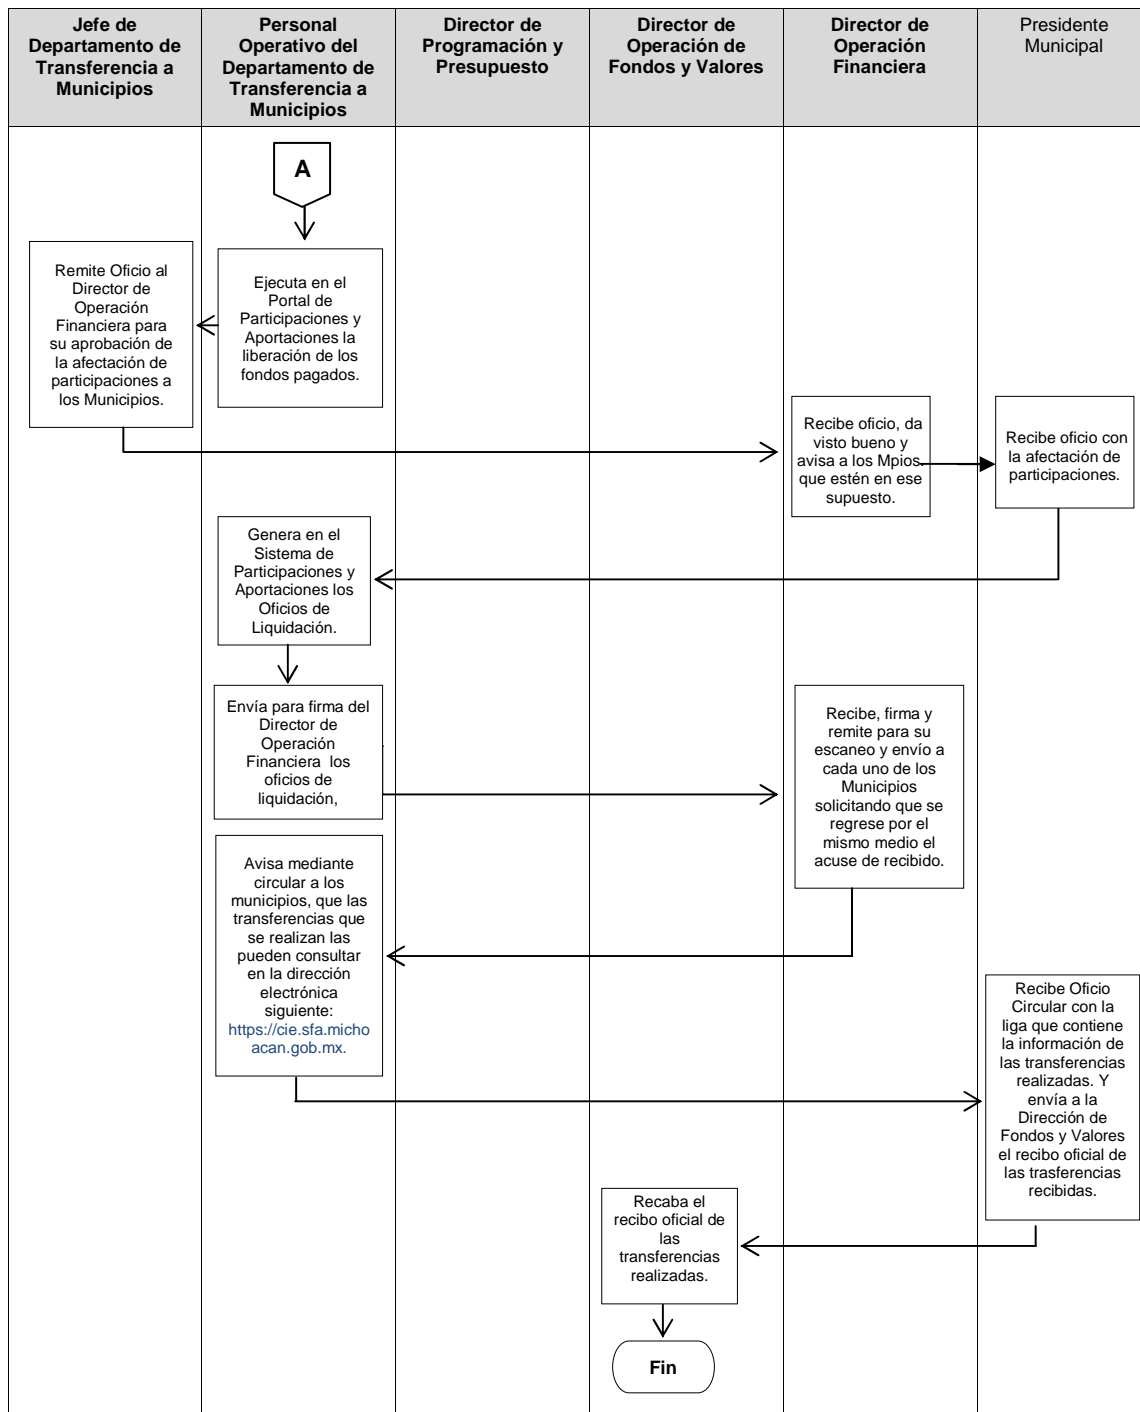 Jefe de
Departamento de
Transferencia a
Municipios
Personal
Operativo del
Departamento de
Transferencia a
Municipios
Director de
Programación y
Presupuesto
Director de
Operación de
Fondos y Valores
Director de
Operación
Financiera
Presidente
Municipal
A
Remite Oficio al
Director de
Operación
Financiera para
su aprobación de
la afectación de
participaciones a
los Municipios.
Ejecuta en el
Portal de
Participaciones y
Aportaciones la
liberación de los
fondos pagados.
Recibe oficio, da
visto bueno y
avisa a los Mpios.
que estén en ese
supuesto.
Recibe oficio con
la afectación de
participaciones.
Genera en el
Sistema de
Participaciones y
Aportaciones los
Oficios de
Liquidación.
Envía para firma del
Director de
Operación
Financiera los
oficios de
liquidación,
Recibe, firma y
remite para su
escaneo y envío a
cada uno de los
Municipios
solicitando que se
regrese por el
mismo medio el
acuse de recibido.
Avisa mediante
circular a los
municipios, que las
transferencias que
se realizan las
pueden consultar
en la dirección
electrónica
siguiente:
https://cie.sfa.micho
acan.gob.mx.
Recibe Oficio
Circular con la
liga que contiene
la información de
las transferencias
realizadas. Y
envía a la
Dirección de
Fondos y Valores
el recibo oficial de
las trasferencias
recibidas.
Recaba el
recibo oficial de
las
transferencias
realizadas.
Fin